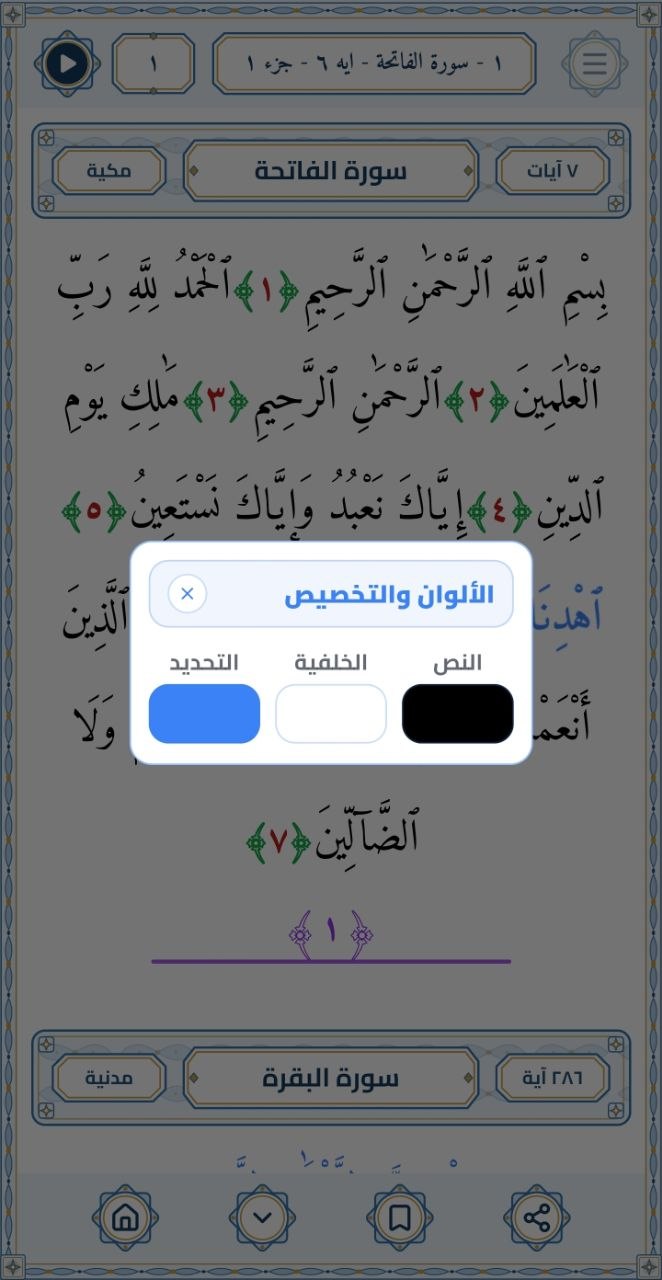 ١ - سورة الفاتحة - ايه ٦ - جزء ١
١
٧ آيات
سورة الفاتحة
مكية
بِسْمِ ٱللَّهِ ٱلرَّحْمَٰنِ ٱلرَّحِيمِ ﴿١﴾ ٱلْحَمْدُ لِلَّهِ رَبِّ
ٱلْعَٰلَمِينَ ﴿٢﴾ ٱلرَّحْمَٰنِ ٱلرَّحِيمِ ﴿٣﴾ مَٰلِكِ يَوْمِ
ٱلدِّينِ ﴿٤﴾ إِيَّاكَ نَعْبُدُ وَإِيَّاكَ نَسْتَعِينُ ﴿٥﴾
ٱهْدِنَا ٱلَّذِينَ
وَلَا
ٱلضَّآلِّينَ ﴿٧﴾
﴿١﴾
الألوان والتخصيص
النص
الخلفية
التحديد
٢٨٦ آية
سورة البقرة
مدنية